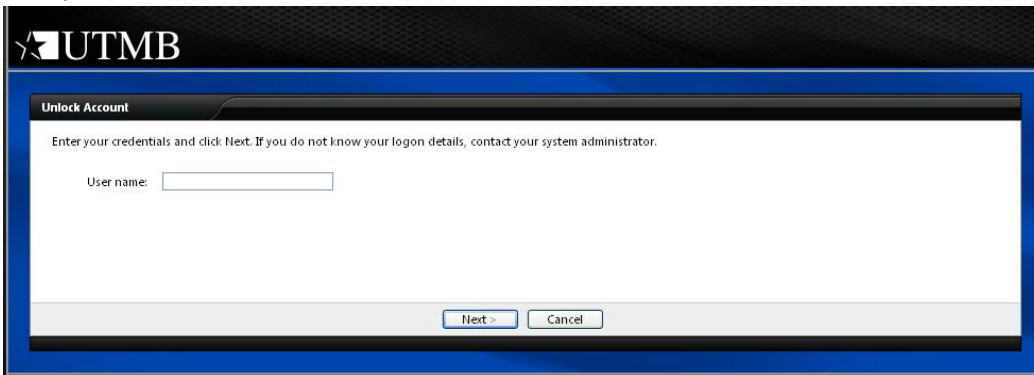 UTMB
Unlock Account
Enter your credentials and click Next. If you do not know your logon details, contact your system administrator.
User name:
Next >
Cancel